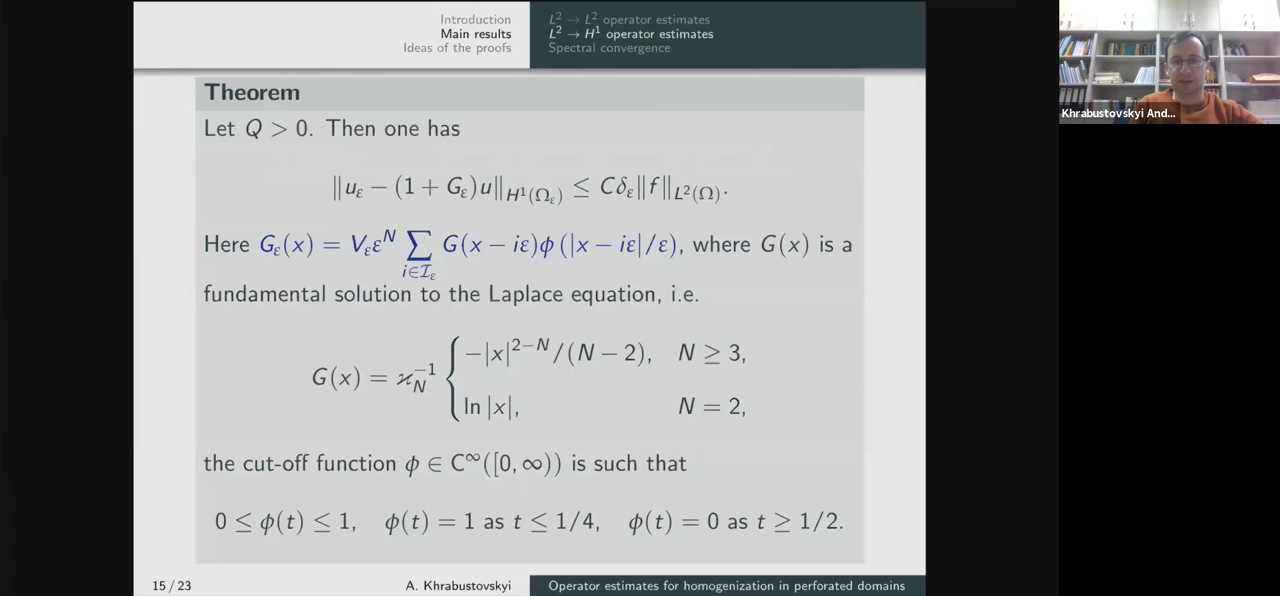 Introduction
Main results
Ideas of the proofs
L² → L² operator estimates
L² → H¹ operator estimates
Spectral convergence
Theorem
Let Q > 0. Then one has
‖u_ε − (1 + G_ε)u‖_{H¹(Ω_ε)} ≤ Cδ_ε‖f‖_{L²(Ω)}.
Here G_ε(x) = V_ε ε^N ∑_{i∈I_ε} G(x − iε)ϕ (|x − iε|/ε), where G(x) is a
fundamental solution to the Laplace equation, i.e.
G(x) = ϰ_N^{−1} { −|x|^{2−N}/(N − 2), N ≥ 3,
ln |x|, N = 2,
the cut-off function ϕ ∈ C^∞([0, ∞)) is such that
0 ≤ ϕ(t) ≤ 1, ϕ(t) = 1 as t ≤ 1/4, ϕ(t) = 0 as t ≥ 1/2.
15 / 23
A. Khrabustovskyi
Operator estimates for homogenization in perforated domains
Khrabustovskyi And...